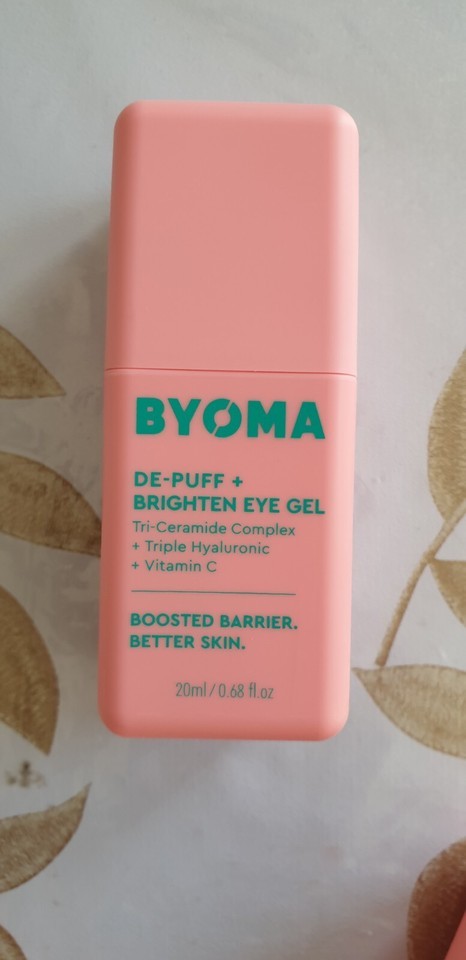 BYOMA
DE-PUFF +
BRIGHTEN EYE GEL
Tri-Ceramide Complex
+ Triple Hyaluronic
+ Vitamin C
BOOSTED BARRIER.
BETTER SKIN.
20ml / 0.68 fl.oz